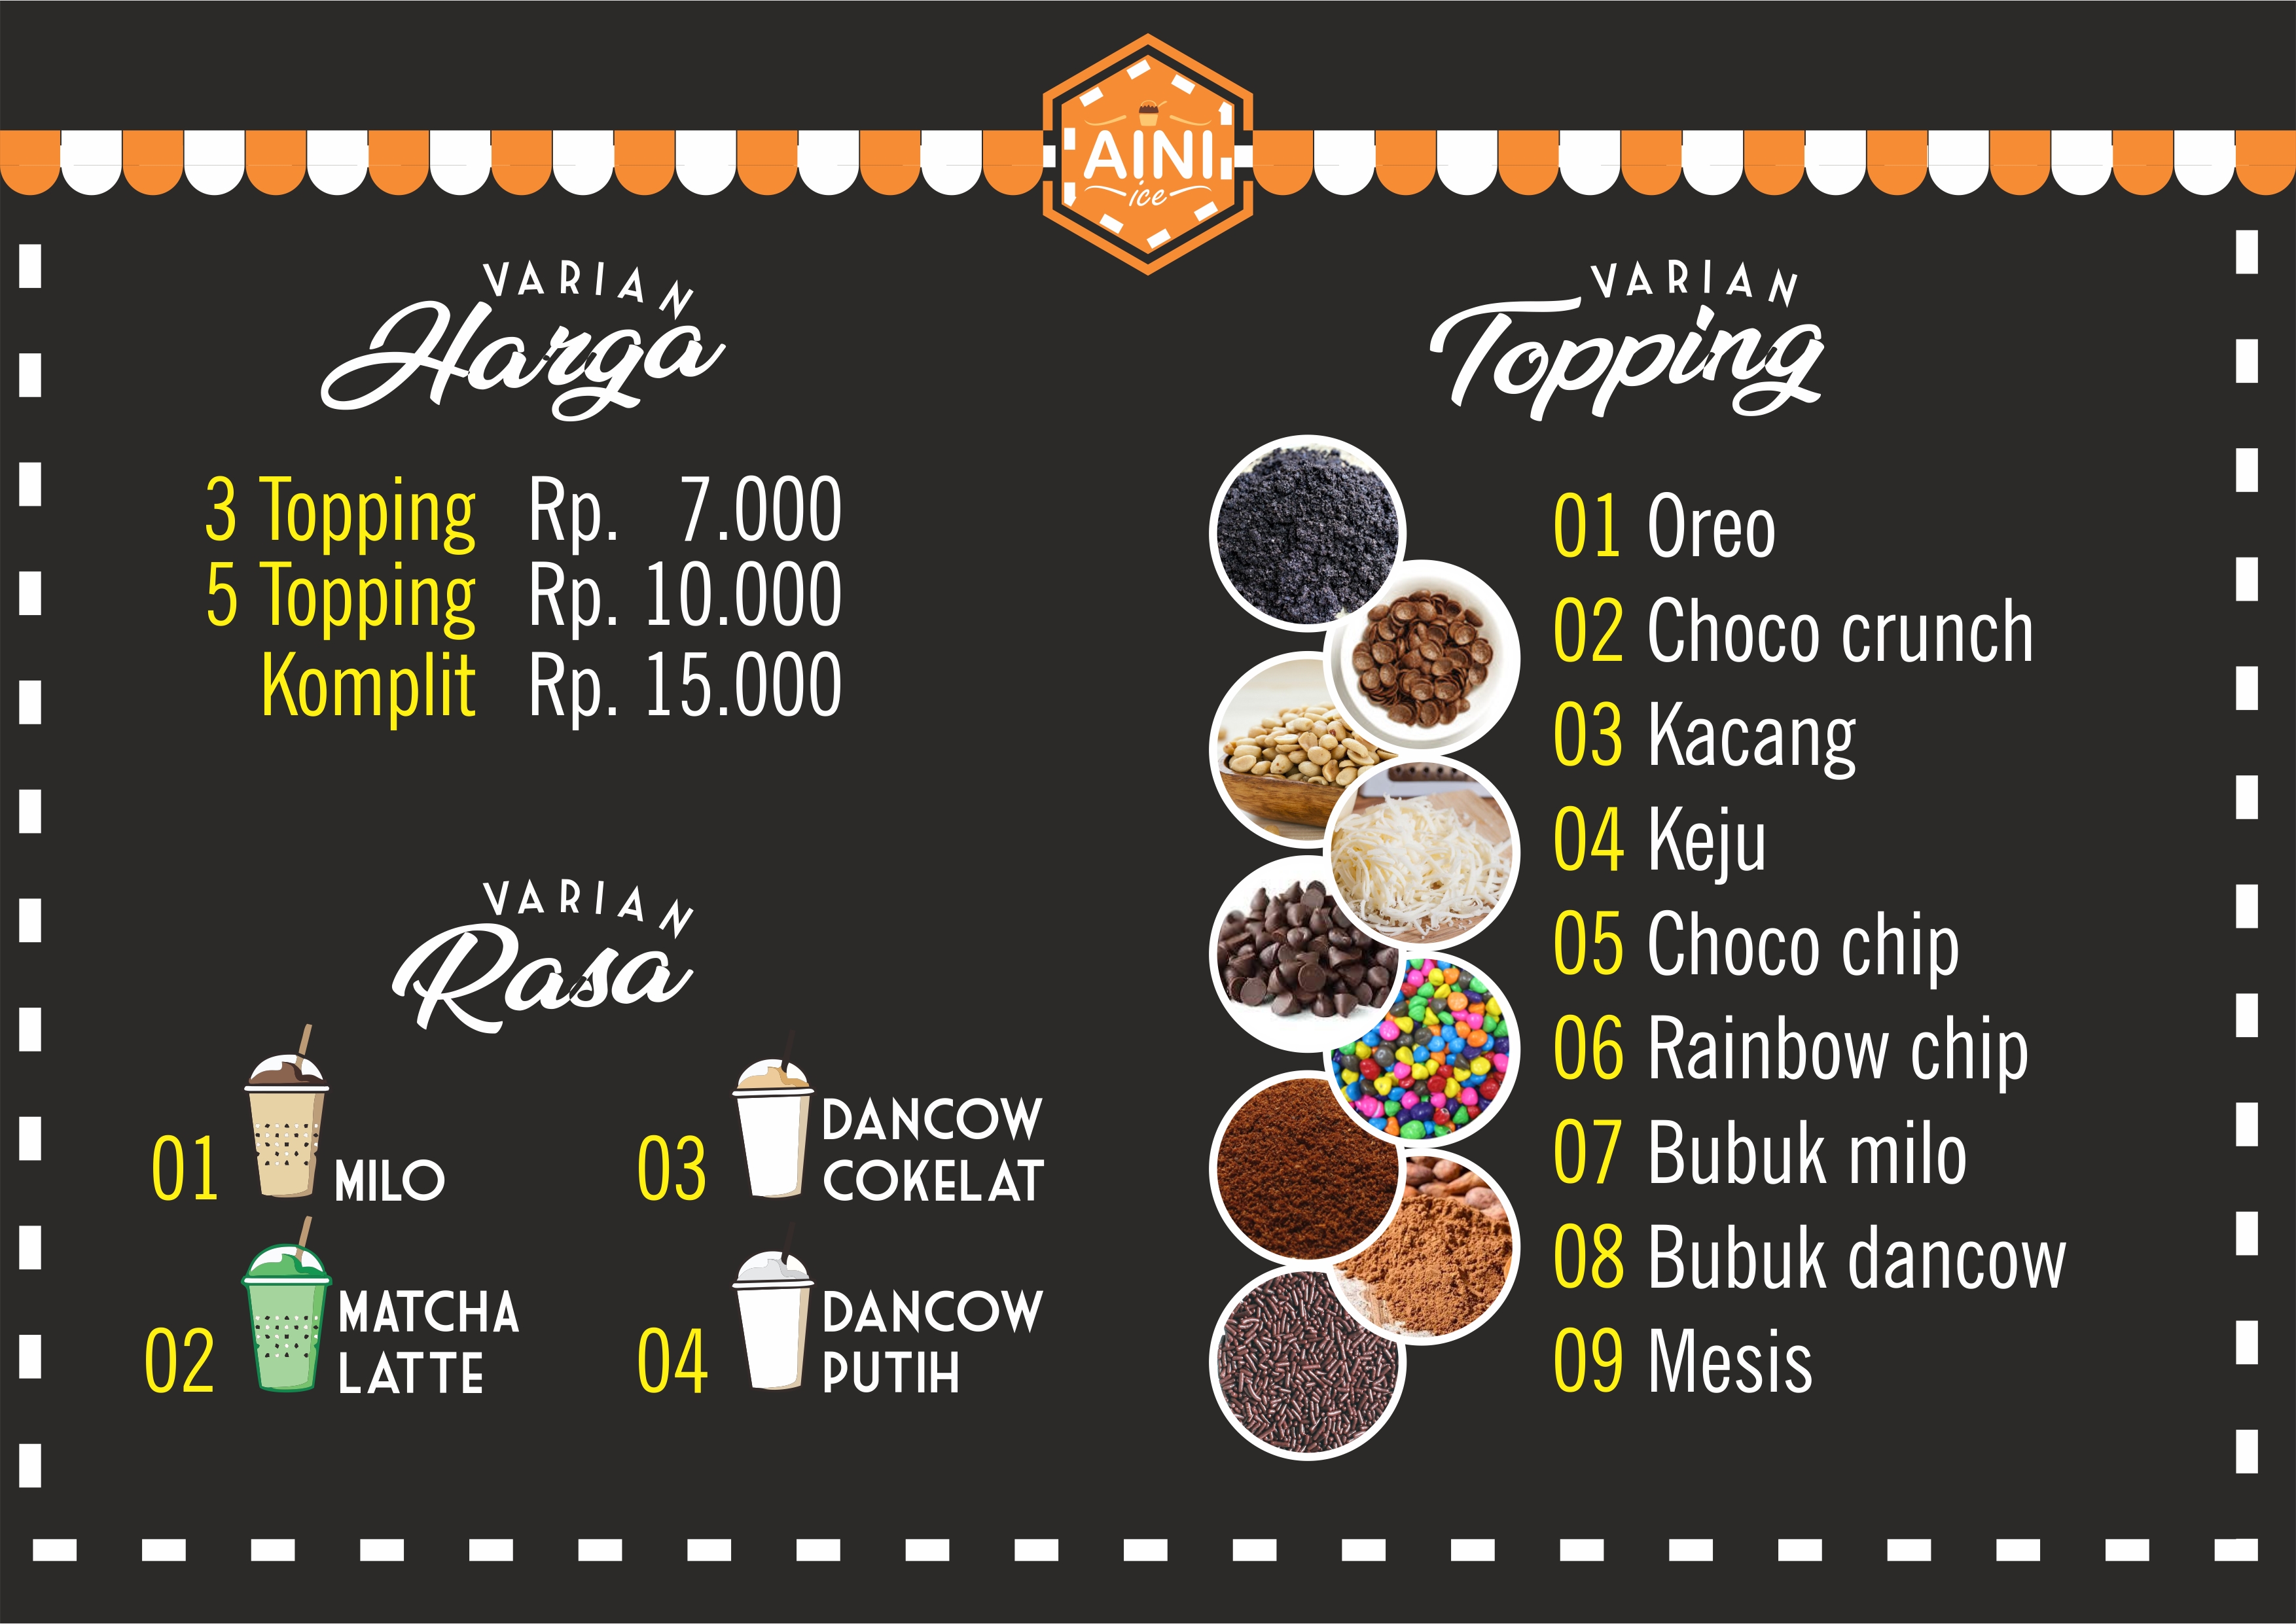 AINI
ice
VARIAN
Harga
3 Topping Rp. 7.000
5 Topping Rp. 10.000
Komplit Rp. 15.000
VARIAN
Rasa
01 MILO
02 MATCHA
LATTE
03 DANCOW
COKELAT
04 DANCOW
PUTIH
VARIAN
Topping
01 Oreo
02 Choco crunch
03 Kacang
04 Keju
05 Choco chip
06 Rainbow chip
07 Bubuk milo
08 Bubuk dancow
09 Mesis